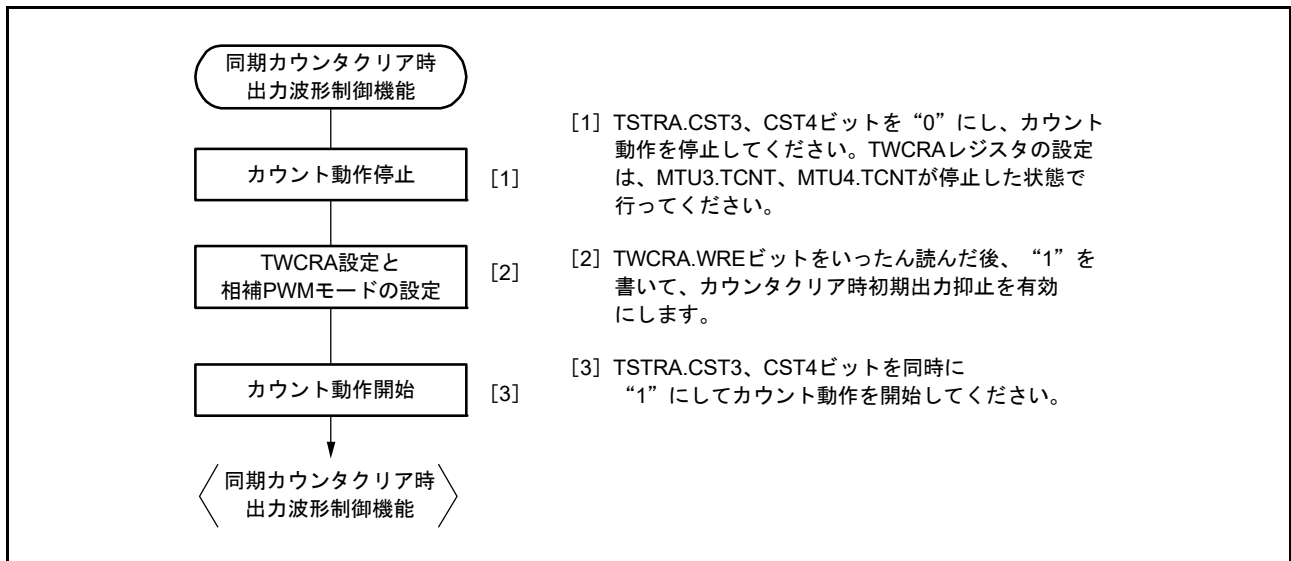 同期カウンタクリア時
出力波形制御機能
カウント動作停止
[1]
[1] TSTRA.CST3、CST4ビットを“0”にし、カウント
動作を停止してください。TWCRAレジスタの設定
は、MTU3.TCNT、MTU4.TCNTが停止した状態で
行ってください。
TWCRA設定と
相補PWMモードの設定
[2]
[2] TWCRA.WREビットをいったん読んだ後、“1”を
書いて、カウンタクリア時初期出力抑止を有効
にします。
カウント動作開始
[3]
[3] TSTRA.CST3、CST4ビットを同時に
“1”にしてカウント動作を開始してください。
同期カウンタクリア時
出力波形制御機能